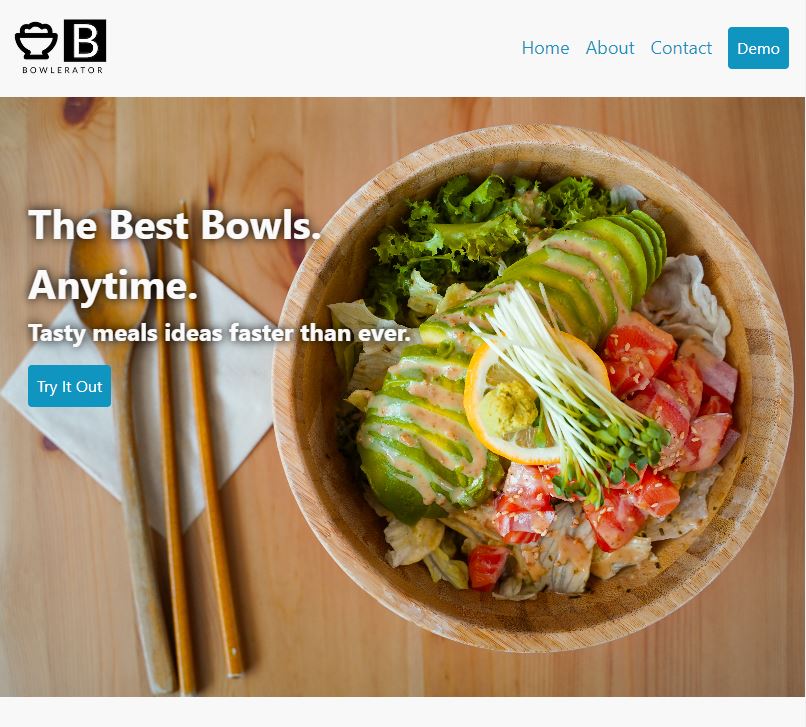 B
BOWLERATOR
Home About Contact Demo
The Best Bowls.
Anytime.
Tasty meals ideas faster than ever.
Try It Out